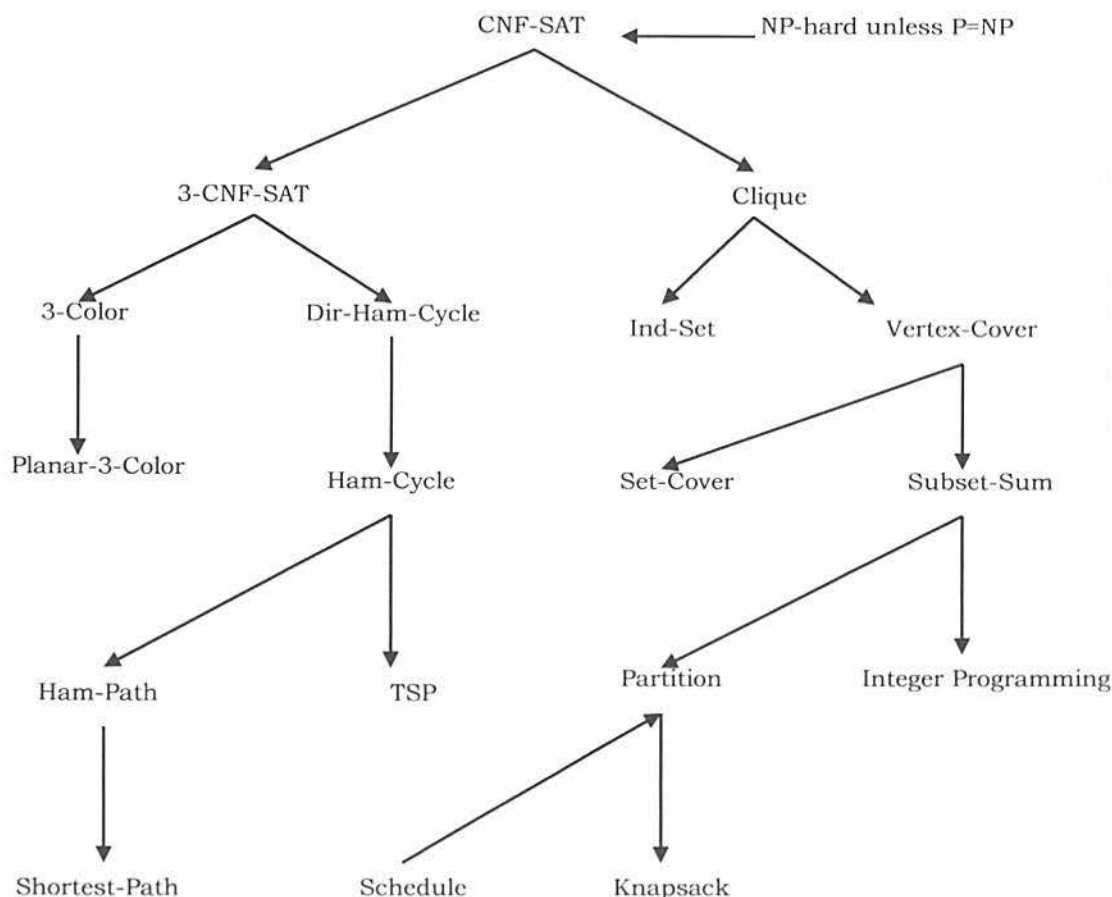 CNF-SAT
NP-hard unless P=NP
3-CNF-SAT
Clique
3-Color
Dir-Ham-Cycle
Ind-Set
Vertex-Cover
Planar-3-Color
Ham-Cycle
Set-Cover
Subset-Sum
Ham-Path
TSP
Partition
Integer Programming
Shortest-Path
Schedule
Knapsack